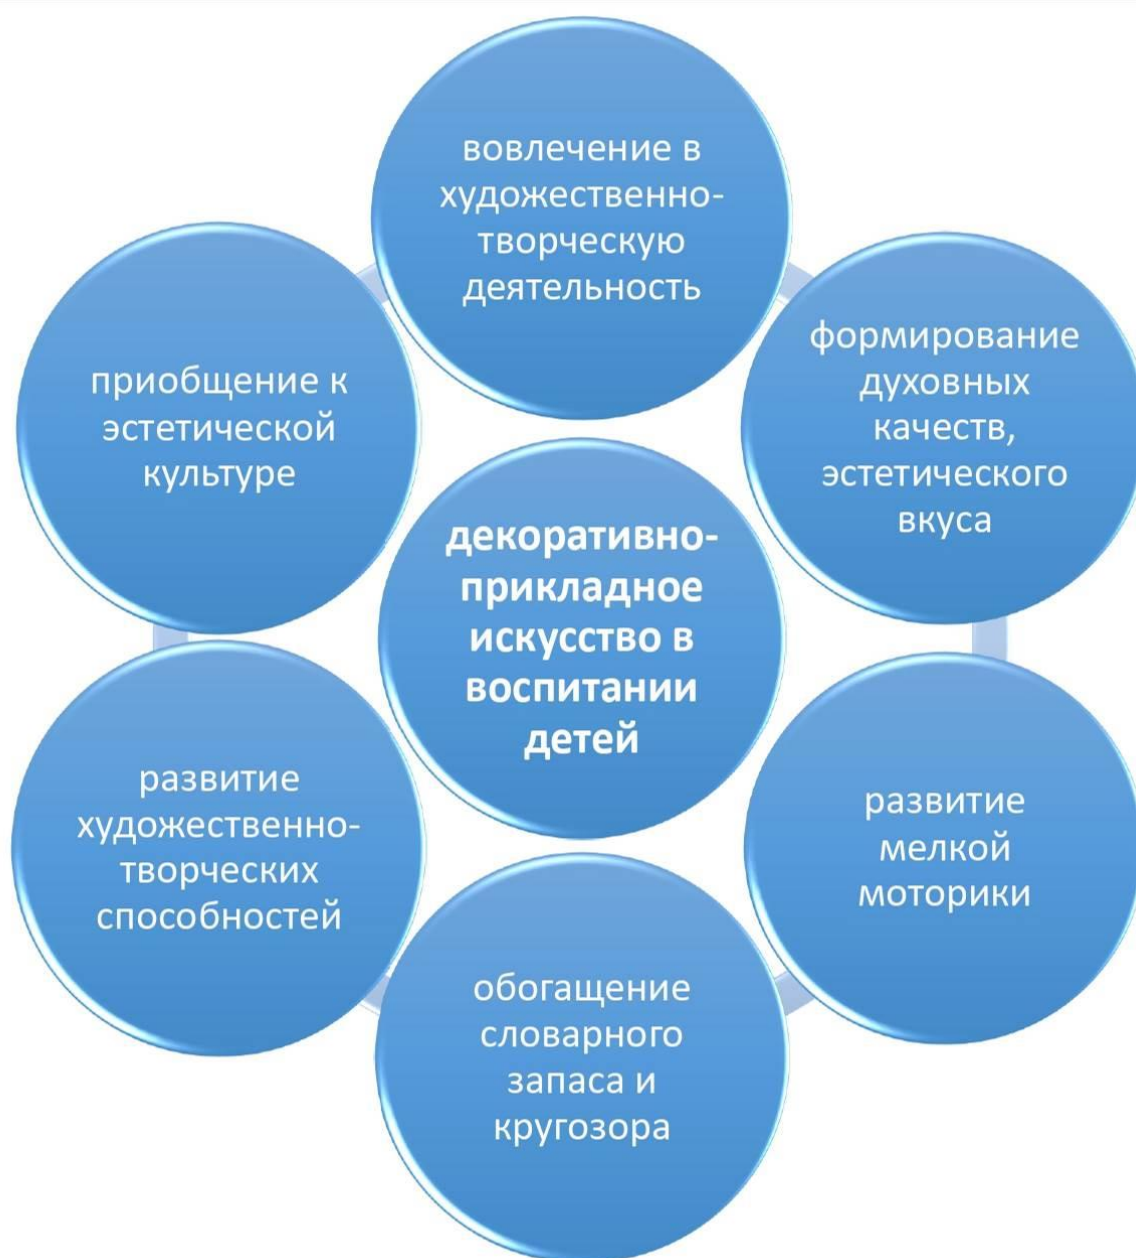 вовлечение в
художественно-
творческую
деятельность
формирование
духовных
качеств,
эстетического
вкуса
приобщение к
эстетической
культуре
декоративно-
прикладное
искусство в
воспитании
детей
развитие
художественно-
творческих
способностей
развитие
мелкой
моторики
обогащение
словарного
запаса и
кругозора